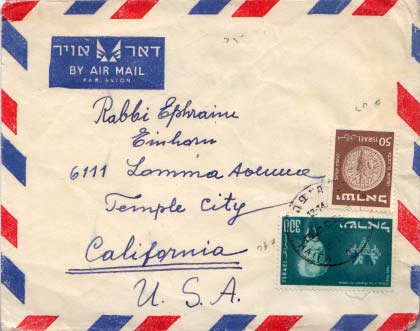 דאר אויר
BY AIR MAIL
PAR AVION
Rabbi Ephraim
Einhorn
6111 Lomma Avenue
Temple City
California
U. S. A.
50 ISRAEL
ישראל
300
ISRAEL
ישראל